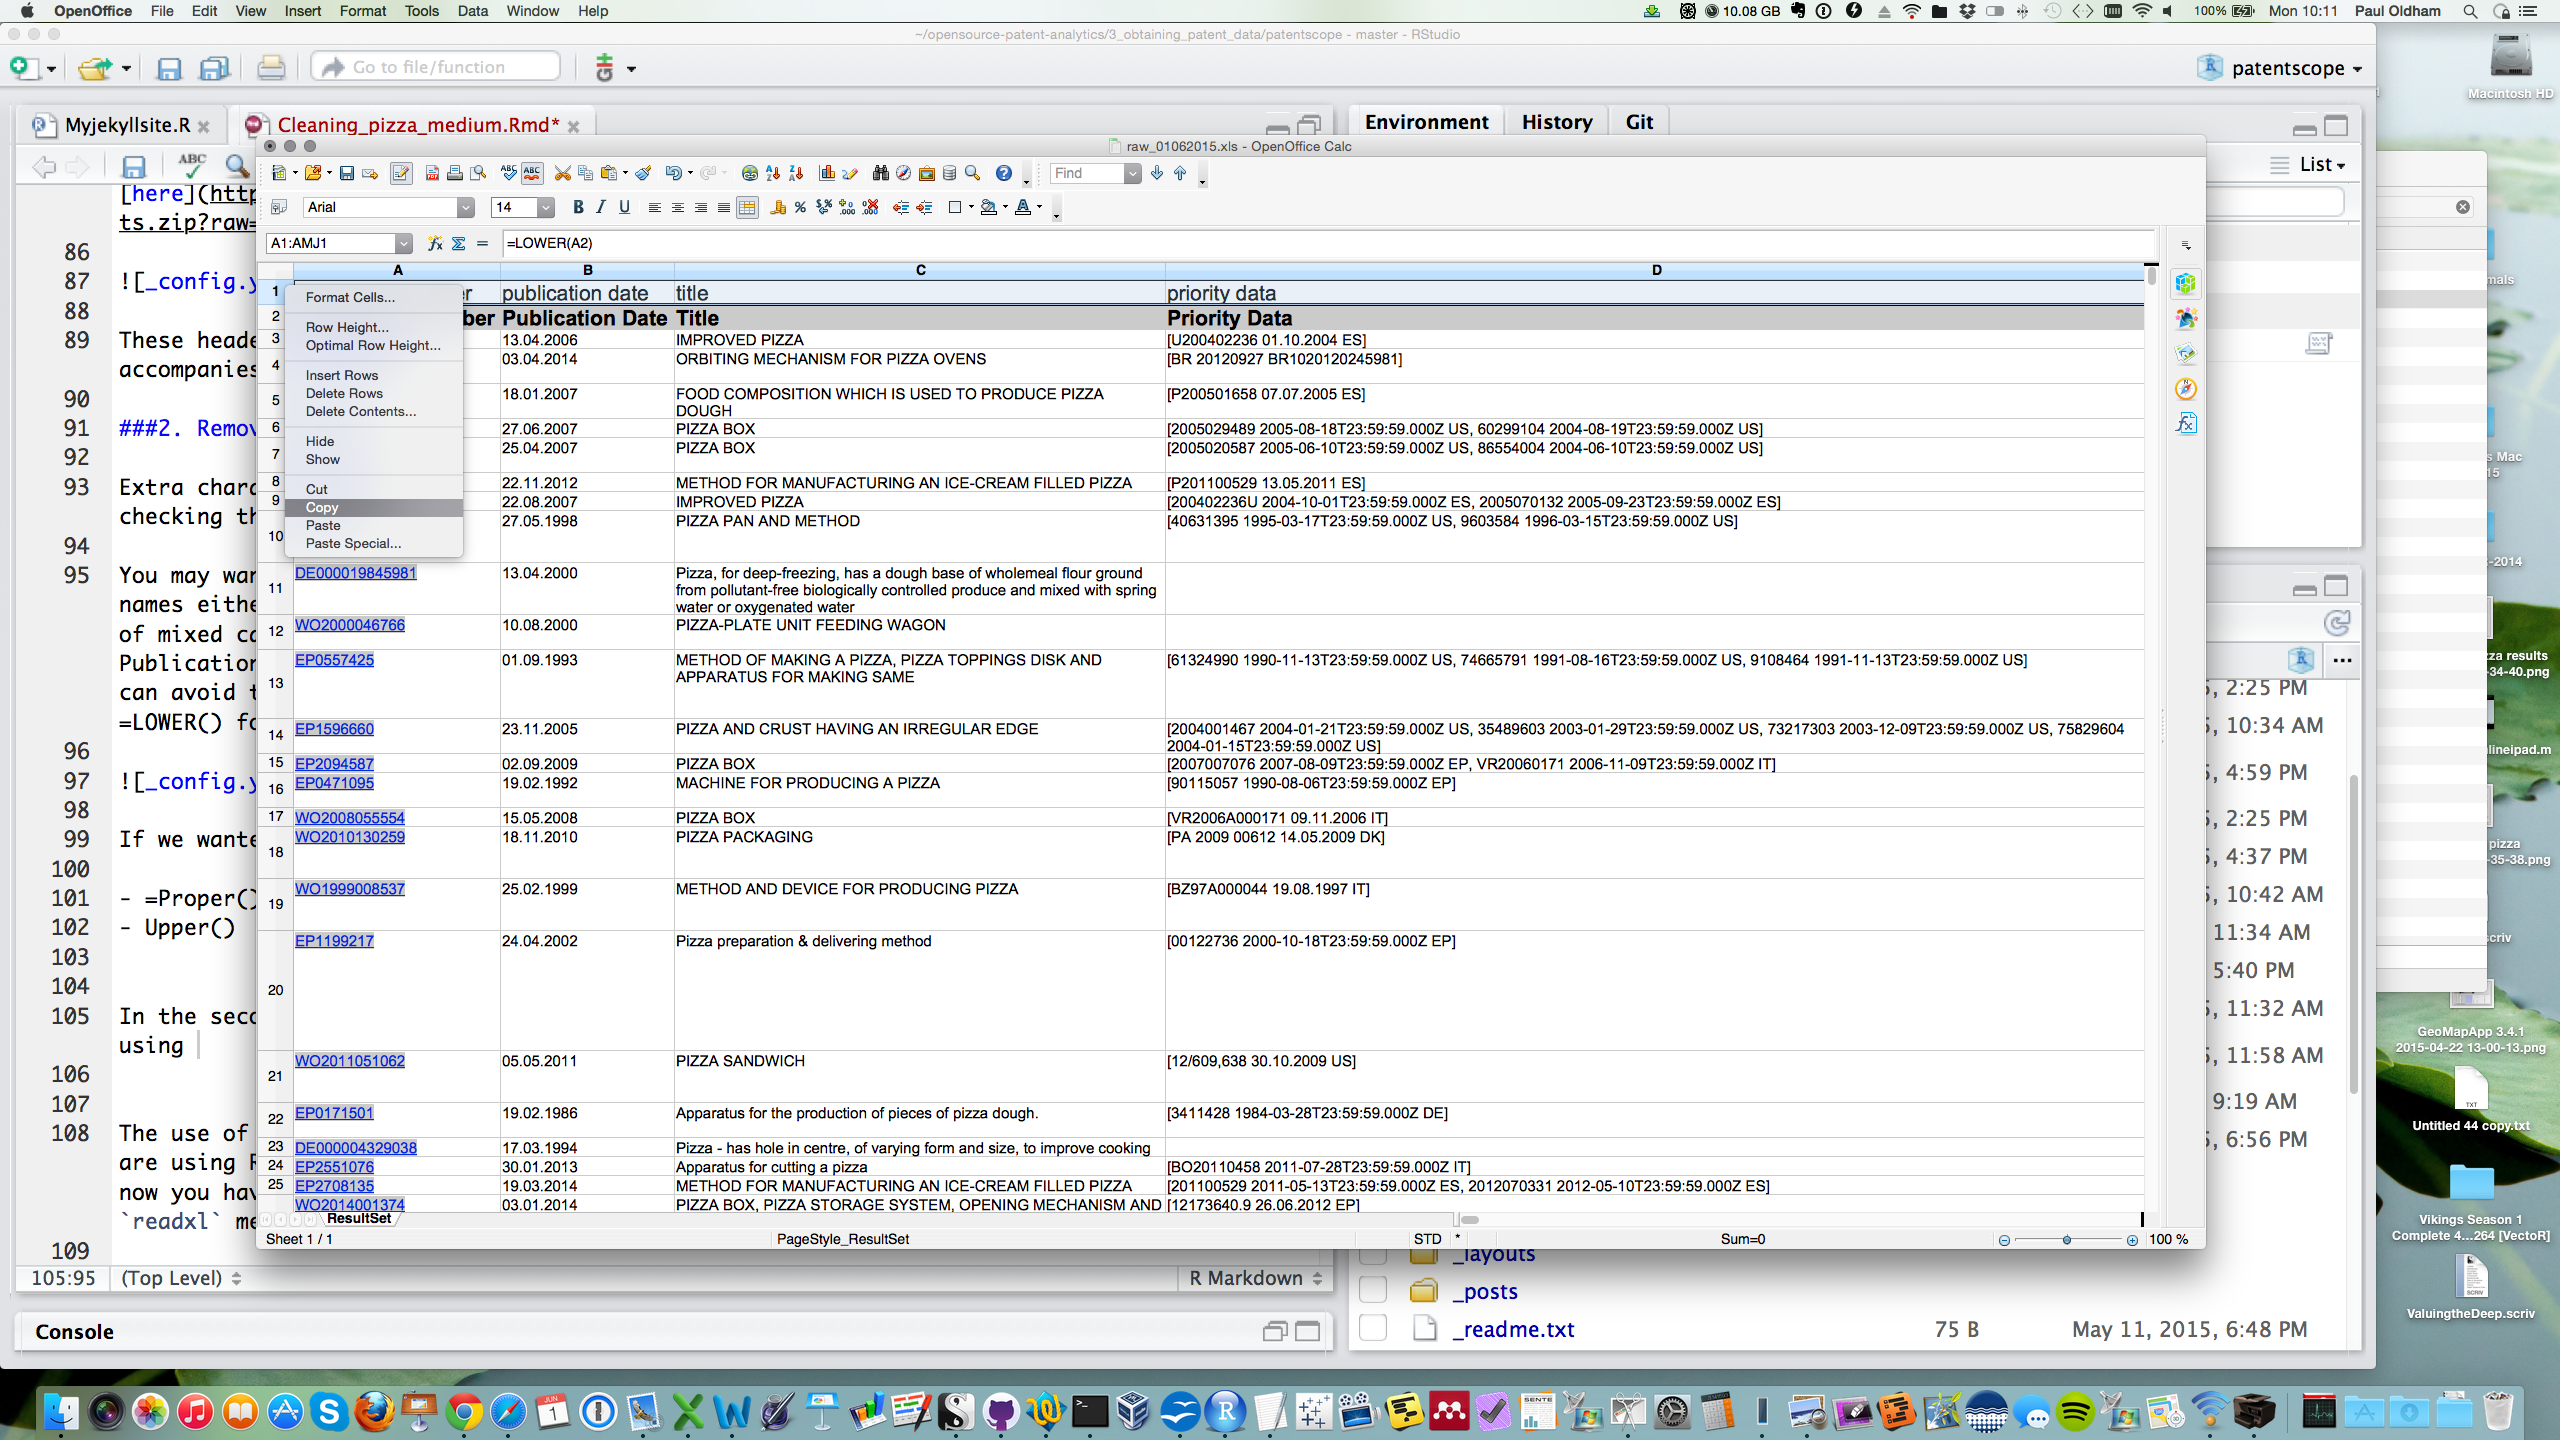 OpenOffice File Edit View Insert Format Tools Data Window Help
10.08 GB 100% Mon 10:11 Paul Oldham
~/opensource-patent-analytics/3_obtaining_patent_data/patentscope - master - RStudio
Go to file/function
patentscope
Macintosh HD
Myjekyllsite.R
Cleaning_pizza_medium.Rmd*
Environment History Git
List
raw_01062015.xls - OpenOffice Calc
Find
Arial 14
A1:AMJ1 =LOWER(A2)
A B C D
1 publication date title priority data
2 ber Publication Date Title Priority Data
3 13.04.2006 IMPROVED PIZZA [U200402236 01.10.2004 ES]
4 03.04.2014 ORBITING MECHANISM FOR PIZZA OVENS [BR 20120927 BR1020120245981]
5 18.01.2007 FOOD COMPOSITION WHICH IS USED TO PRODUCE PIZZA DOUGH [P200501658 07.07.2005 ES]
6 27.06.2007 PIZZA BOX [2005029489 2005-08-18T23:59:59.000Z US, 60299104 2004-08-19T23:59:59.000Z US]
7 25.04.2007 PIZZA BOX [2005020587 2005-06-10T23:59:59.000Z US, 86554004 2004-06-10T23:59:59.000Z US]
8 22.11.2012 METHOD FOR MANUFACTURING AN ICE-CREAM FILLED PIZZA [P201100529 13.05.2011 ES]
9 22.08.2007 IMPROVED PIZZA [200402236U 2004-10-01T23:59:59.000Z ES, 2005070132 2005-09-23T23:59:59.000Z ES]
10 27.05.1998 PIZZA PAN AND METHOD [40631395 1995-03-17T23:59:59.000Z US, 9603584 1996-03-15T23:59:59.000Z US]
11 DE000019845981 13.04.2000 Pizza, for deep-freezing, has a dough base of wholemeal flour ground
from pollutant-free biologically controlled produce and mixed with spring
water or oxygenated water
12 WO2000046766 10.08.2000 PIZZA-PLATE UNIT FEEDING WAGON
13 EP0557425 01.09.1993 METHOD OF MAKING A PIZZA, PIZZA TOPPINGS DISK AND APPARATUS FOR MAKING SAME [61324990 1990-11-13T23:59:59.000Z US, 74665791 1991-08-16T23:59:59.000Z US, 9108464 1991-11-13T23:59:59.000Z US]
14 EP1596660 23.11.2005 PIZZA AND CRUST HAVING AN IRREGULAR EDGE [2004001467 2004-01-21T23:59:59.000Z US, 35489603 2003-01-29T23:59:59.000Z US, 73217303 2003-12-09T23:59:59.000Z US, 75829604
2004-01-15T23:59:59.000Z US]
15 EP2094587 02.09.2009 PIZZA BOX [2007007076 2007-08-09T23:59:59.000Z EP, VR20060171 2006-11-09T23:59:59.000Z IT]
16 EP0471095 19.02.1992 MACHINE FOR PRODUCING A PIZZA [90115057 1990-08-06T23:59:59.000Z EP]
17 WO2008055554 15.05.2008 PIZZA BOX [VR2006A000171 09.11.2006 IT]
18 WO2010130259 18.11.2010 PIZZA PACKAGING [PA 2009 00612 14.05.2009 DK]
19 WO1999008537 25.02.1999 METHOD AND DEVICE FOR PRODUCING PIZZA [BZ97A000044 19.08.1997 IT]
20 EP1199217 24.04.2002 Pizza preparation & delivering method [00122736 2000-10-18T23:59:59.000Z EP]
21 WO2011051062 05.05.2011 PIZZA SANDWICH [12/609,638 30.10.2009 US]
22 EP0171501 19.02.1986 Apparatus for the production of pieces of pizza dough. [3411428 1984-03-28T23:59:59.000Z DE]
23 DE000004329038 17.03.1994 Pizza - has hole in centre, of varying form and size, to improve cooking
24 EP2551076 30.01.2013 Apparatus for cutting a pizza [BO20110458 2011-07-28T23:59:59.000Z IT]
25 EP2708135 19.03.2014 METHOD FOR MANUFACTURING AN ICE-CREAM FILLED PIZZA [201100529 2011-05-13T23:59:59.000Z ES, 2012070331 2012-05-10T23:59:59.000Z ES]
WO2014001374 03.01.2014 PIZZA BOX, PIZZA STORAGE SYSTEM, OPENING MECHANISM AND [12173640.9 26.06.2012 EP]
ResultSet
Sheet 1 / 1 PageStyle_ResultSet STD * Sum=0 100 %
Format Cells...
Row Height...
Optimal Row Height...
Insert Rows
Delete Rows
Delete Contents...
Hide
Show
Cut
Copy
Paste
Paste Special...
[here](http
ts.zip?raw=
86
87 ![_config.y
88
89 These heade
accompanies
90
91 ###2. Remov
92
93 Extra chara
checking th
94
95 You may wan
names eithe
of mixed ca
Publication
can avoid t
=LOWER() fo
96
97 ![_config.y
98
99 If we wante
100
101 - =Proper()
102 - Upper()
103
104
105 In the seco
using
106
107
108 The use of
are using R
now you hav
`readxl` me
109
105:95 (Top Level) R Markdown
Console
2:25 PM
10:34 AM
4:59 PM
2:25 PM
4:37 PM
10:42 AM
11:34 AM
5:40 PM
11:32 AM
11:58 AM
9:19 AM
6:56 PM
_layouts
_posts
_readme.txt 75 B May 11, 2015, 6:48 PM
mals
s Mac
15
-2014
zza results
-34-40.png
lineipad.m
pizza
-35-38.png
scriv
GeoMapApp 3.4.1
2015-04-22 13-00-13.png
TXT
Untitled 44 copy.txt
Vikings Season 1
Complete 4...264 [VectoR]
SCRIV
ValuingtheDeep.scriv
JUN
1
SENTE